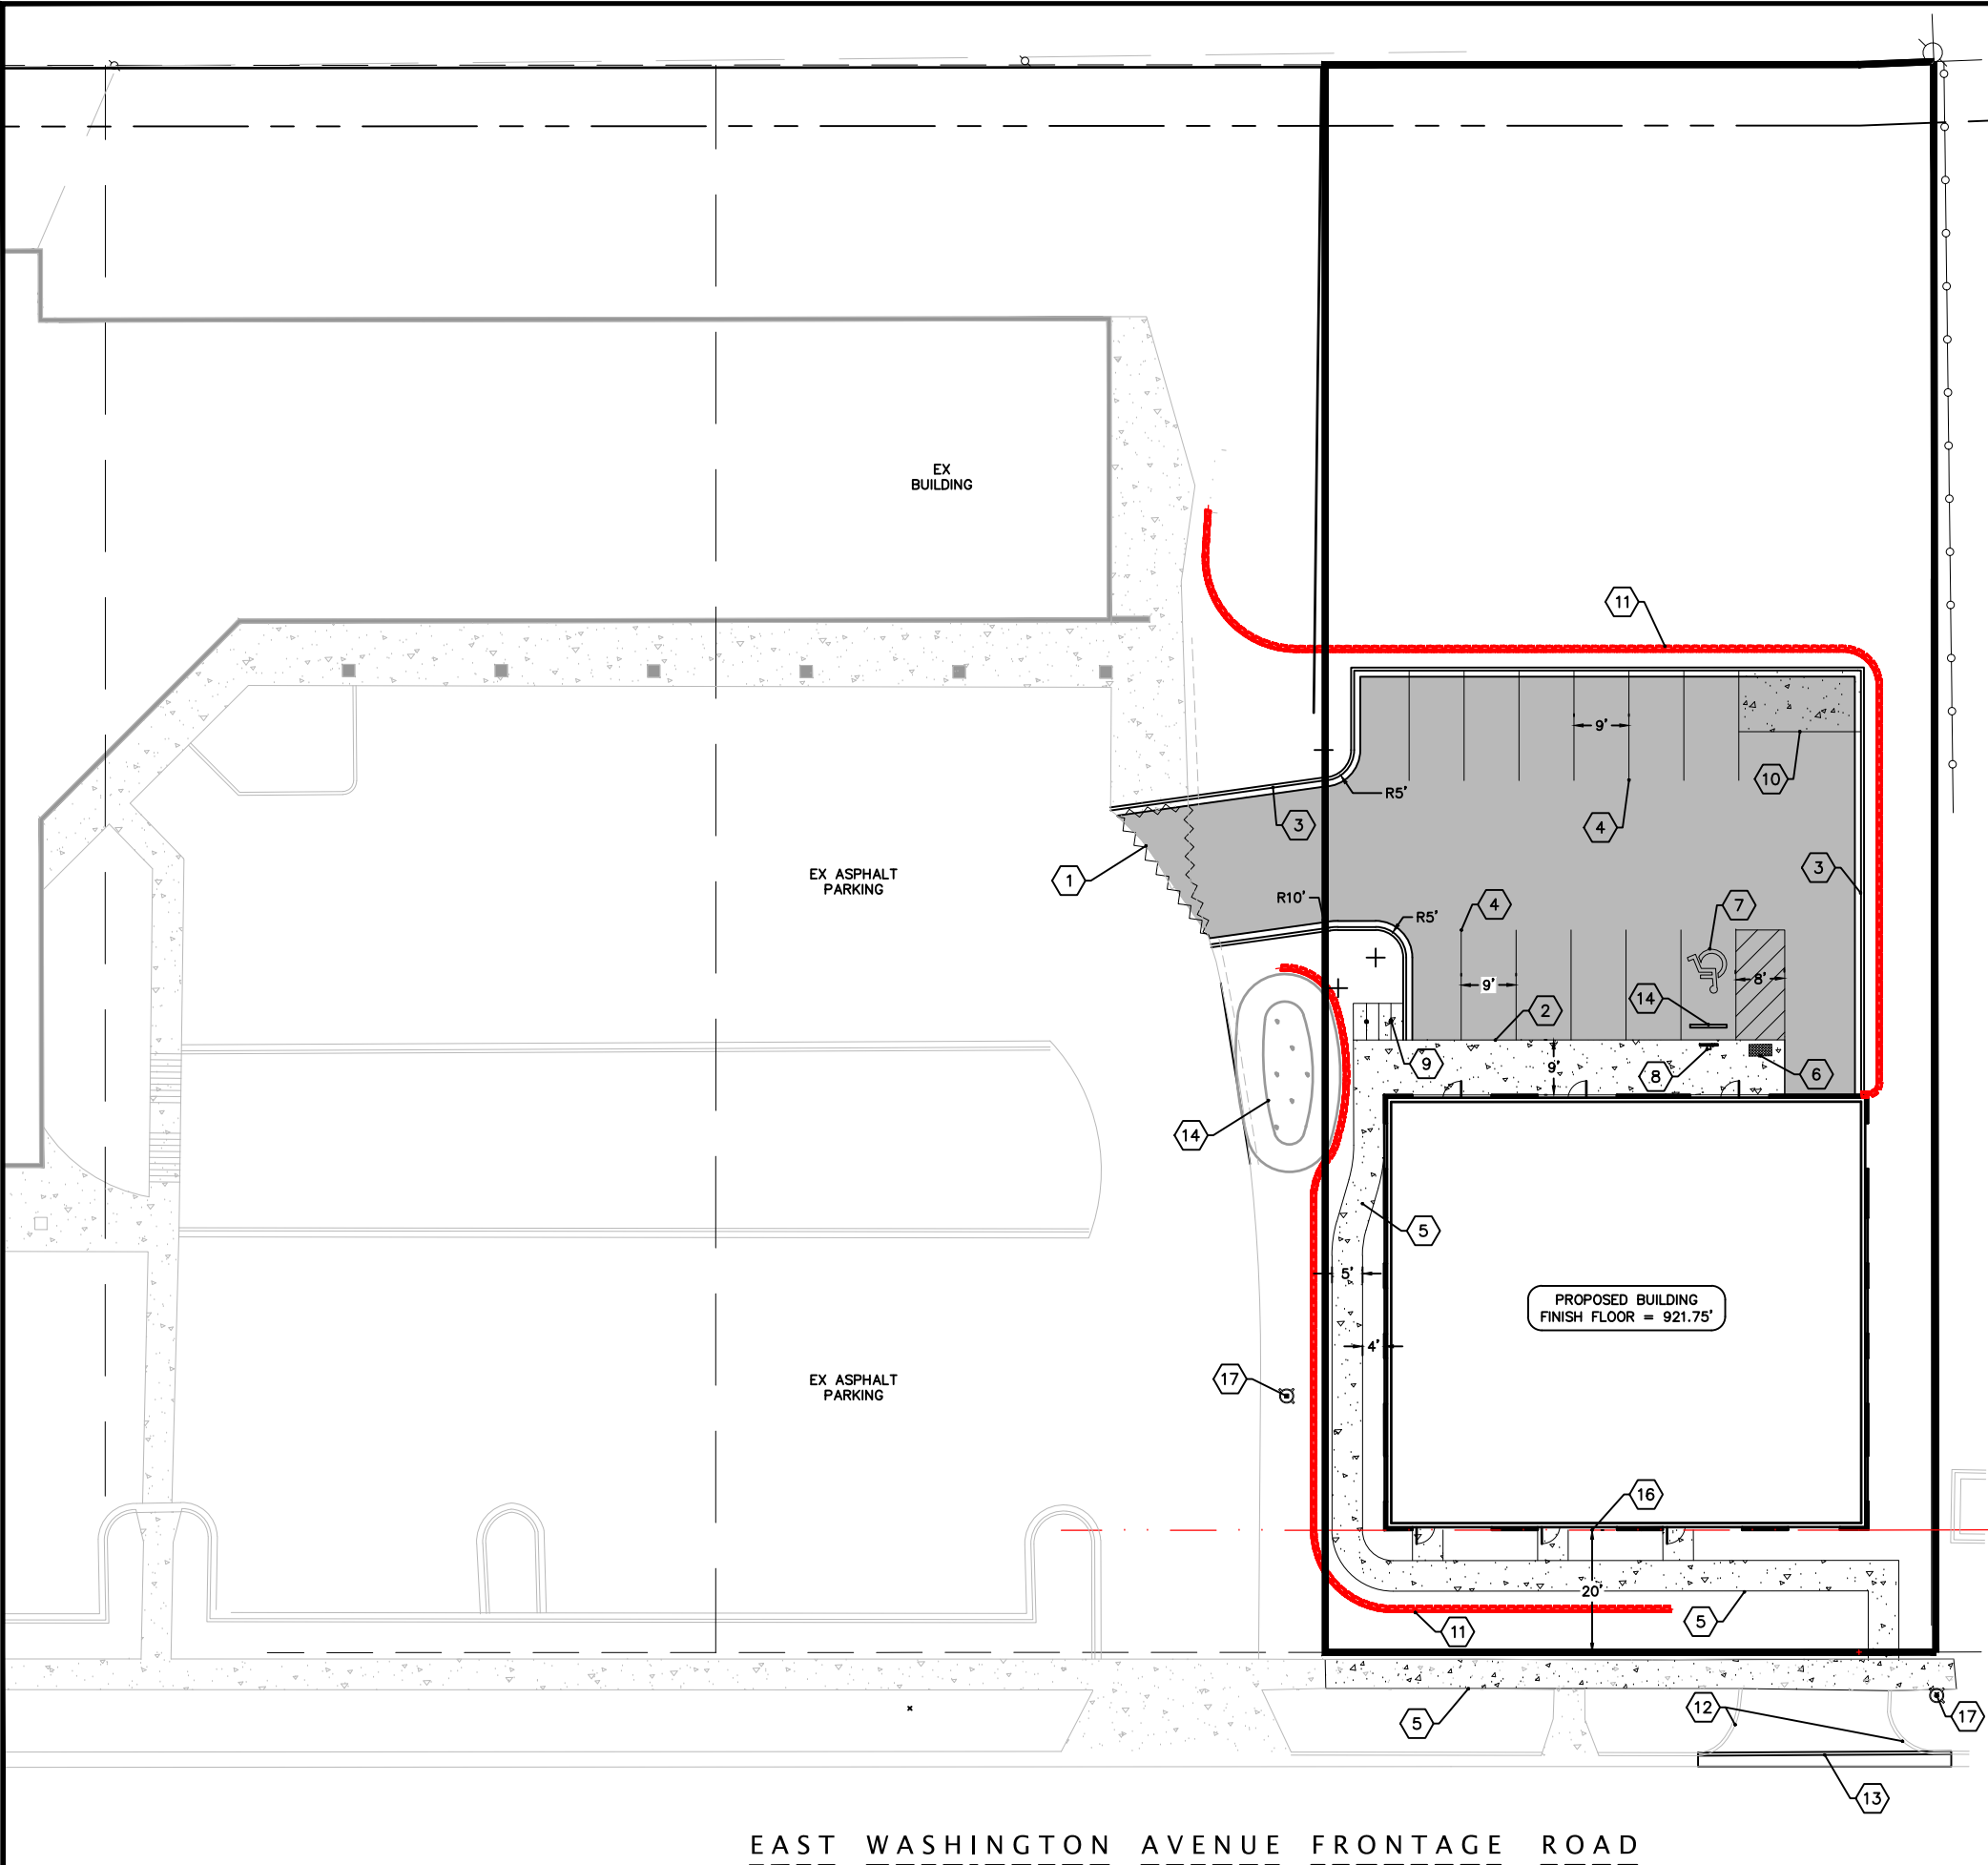 EX
BUILDING
11
9'
10
R5'
3
4
1
EX ASPHALT
PARKING
3
R10'
R5'
4
7
9'
8'
14
2
9'
9
8
6
14
5
5'
PROPOSED BUILDING
FINISH FLOOR = 921.75'
4'
17
EX ASPHALT
PARKING
16
20'
5
11
5
12
17
13
EAST WASHINGTON AVENUE FRONTAGE ROAD